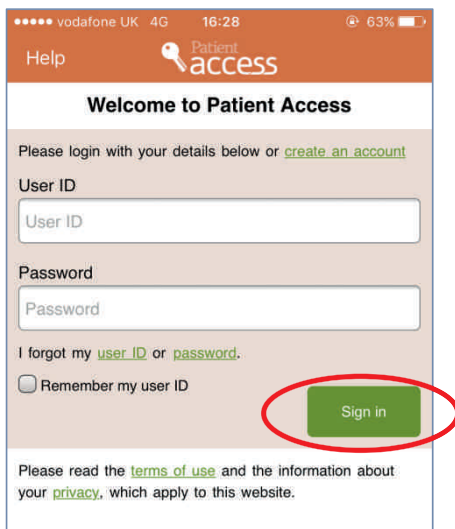 vodafone UK 4G 16:28 63%
Help Patient access
Welcome to Patient Access
Please login with your details below or create an account
User ID
User ID
Password
Password
I forgot my user ID or password.
Remember my user ID
Sign in
Please read the terms of use and the information about
your privacy, which apply to this website.